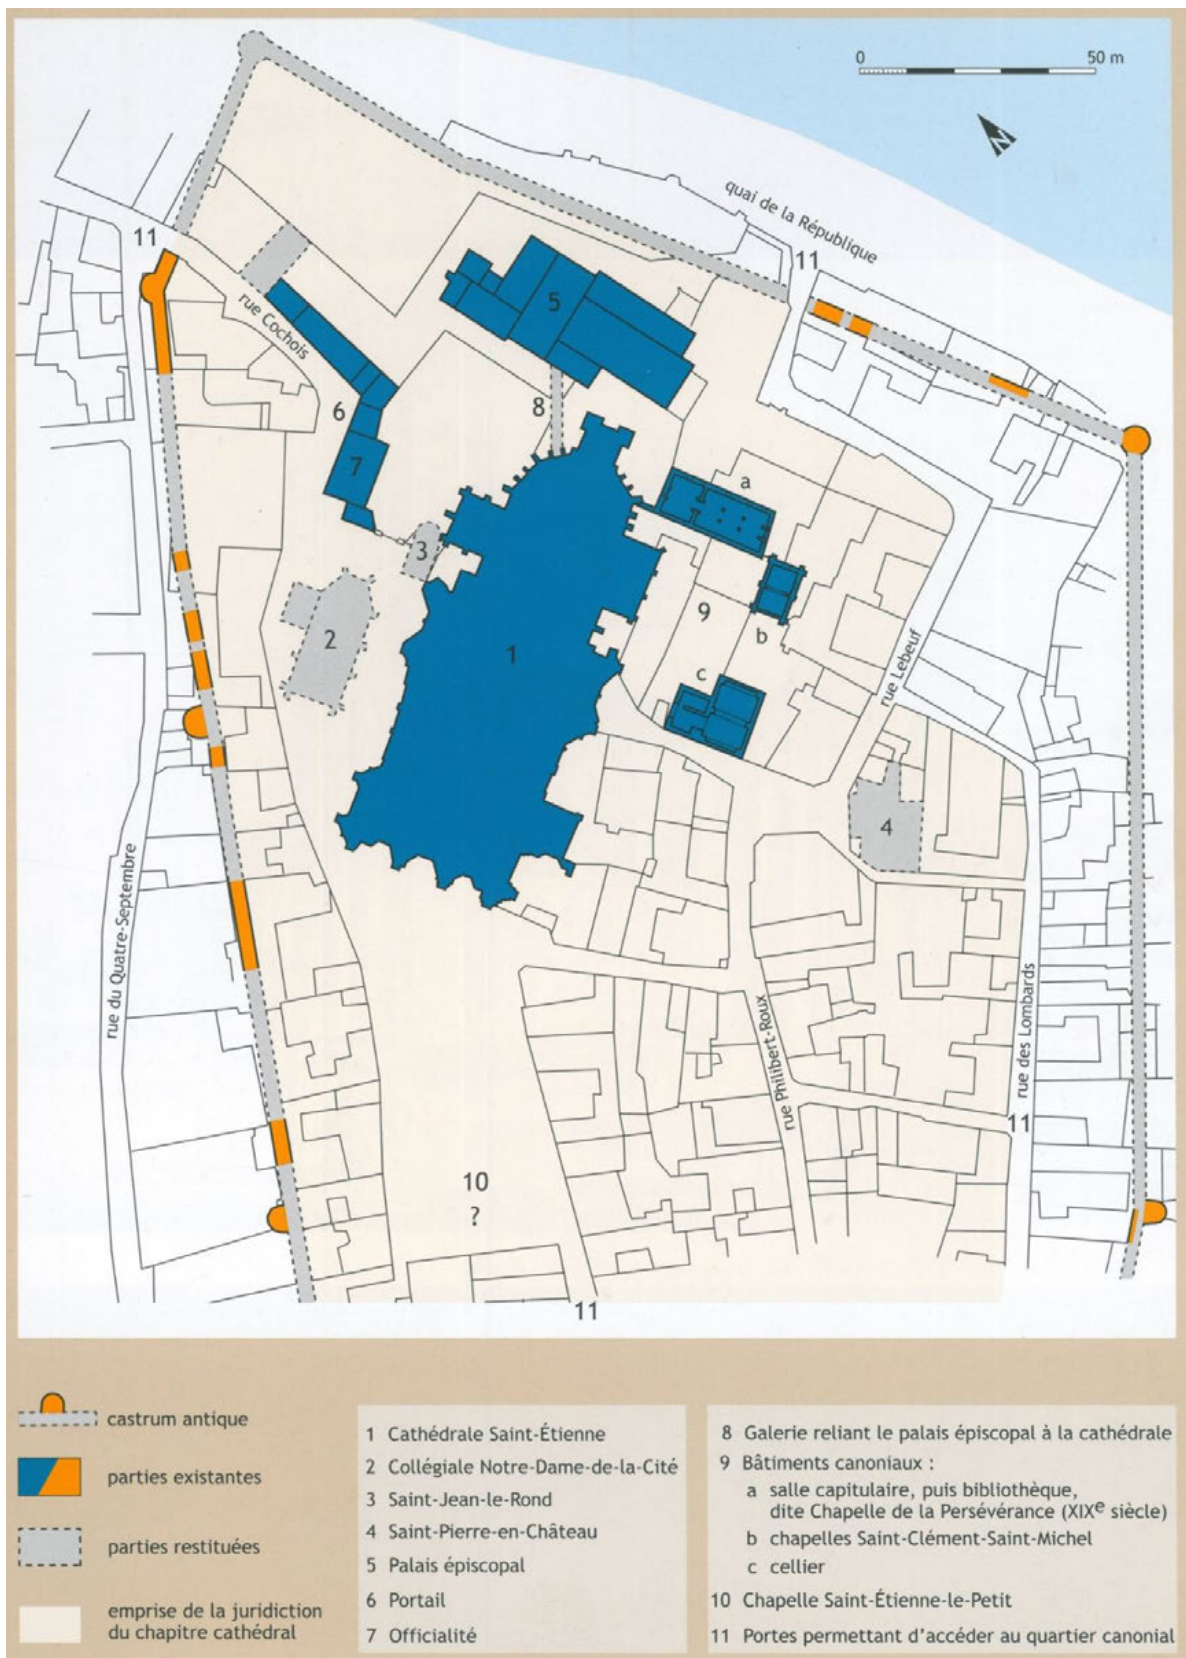 0 50 m
N
quai de la République
11
11
rue Cochois
5
6
8
7
a
3
9
2
b
1
c
rue Lebeuf
4
rue du Quatre-Septembre
rue Philibert-Roux
rue des Lombards
11
10
?
11
castrum antique
parties existantes
parties restituées
emprise de la juridiction
du chapitre cathédral
1 Cathédrale Saint-Étienne
2 Collégiale Notre-Dame-de-la-Cité
3 Saint-Jean-le-Rond
4 Saint-Pierre-en-Château
5 Palais épiscopal
6 Portail
7 Officialité
8 Galerie reliant le palais épiscopal à la cathédrale
9 Bâtiments canoniaux :
a salle capitulaire, puis bibliothèque,
dite Chapelle de la Persévérance (XIXe siècle)
b chapelles Saint-Clément-Saint-Michel
c cellier
10 Chapelle Saint-Étienne-le-Petit
11 Portes permettant d'accéder au quartier canonial